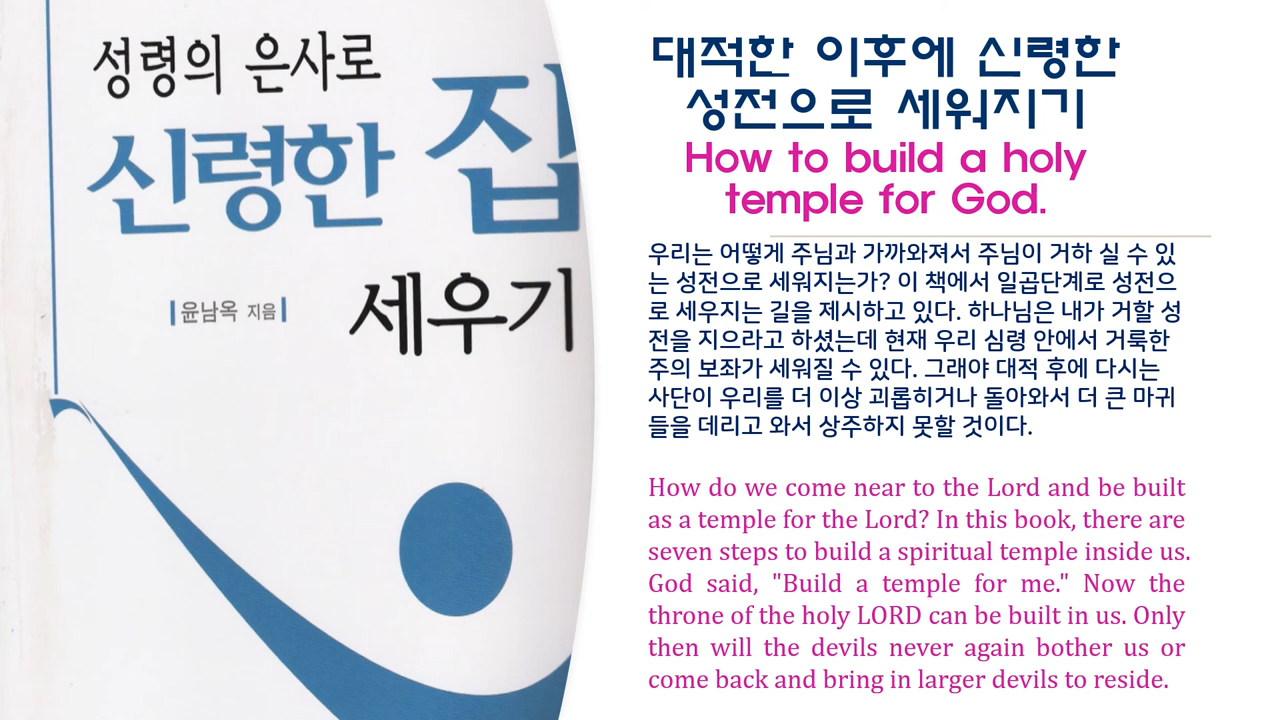 성령의 은사로
신령한 집
세우기
윤남옥 지음
대적한 이후에 신령한
성전으로 세워지기
How to build a holy
temple for God.
우리는 어떻게 주님과 가까와져서 주님이 거하 실 수 있
는 성전으로 세워지는가? 이 책에서 일곱단계로 성전으
로 세우지는 길을 제시하고 있다. 하나님은 내가 거할 성
전을 지으라고 하셨는데 현재 우리 심령 안에서 거룩한
주의 보좌가 세워질 수 있다. 그래야 대적 후에 다시는
사단이 우리를 더 이상 괴롭히거나 돌아와서 더 큰 마귀
들을 데리고 와서 상주하지 못할 것이다.
How do we come near to the Lord and be built
as a temple for the Lord? In this book, there are
seven steps to build a spiritual temple inside us.
God said, "Build a temple for me." Now the
throne of the holy LORD can be built in us. Only
then will the devils never again bother us or
come back and bring in larger devils to reside.